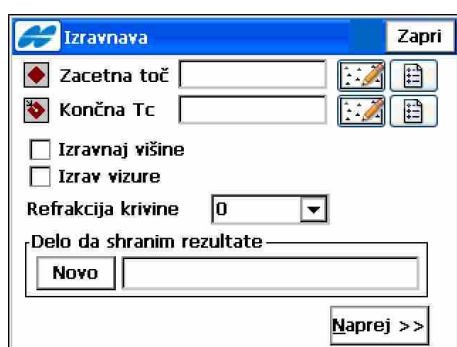 Izravnava Zapri
Zacetna toč
Končna Tc
Izravnaj višine
Izrav vizure
Refrakcija krivine 0
Delo da shranim rezultate
Novo
Naprej >>